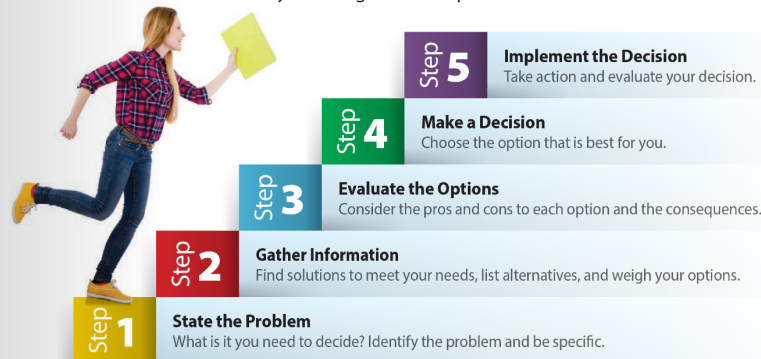 Step 5
Implement the Decision
Take action and evaluate your decision.
Step 4
Make a Decision
Choose the option that is best for you.
Step 3
Evaluate the Options
Consider the pros and cons to each option and the consequences.
Step 2
Gather Information
Find solutions to meet your needs, list alternatives, and weigh your options.
Step 1
State the Problem
What is it you need to decide? Identify the problem and be specific.